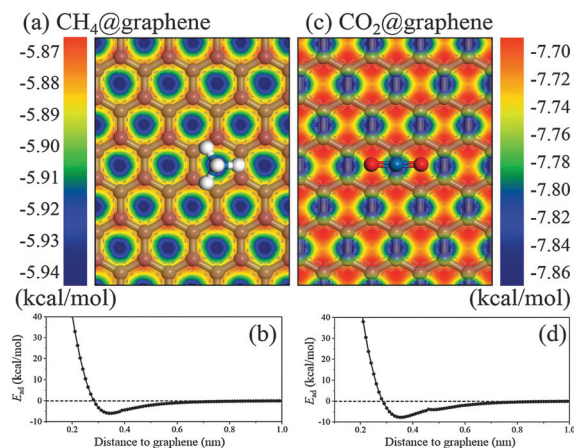 (a) CH₄@graphene
(c) CO₂@graphene
-5.87
-5.88
-5.89
-5.90
-5.91
-5.93
-5.94
(kcal/mol)
-7.70
-7.72
-7.74
-7.76
-7.78
-7.80
-7.82
-7.84
-7.86
(kcal/mol)
(b)
40
30
20
10
0
-10
E_ad (kcal/mol)
0.2 0.4 0.6 0.8 1.0
Distance to graphene (nm)
(d)
40
30
20
10
0
-10
E_ad (kcal/mol)
0.2 0.4 0.6 0.8 1.0
Distance to graphene (nm)